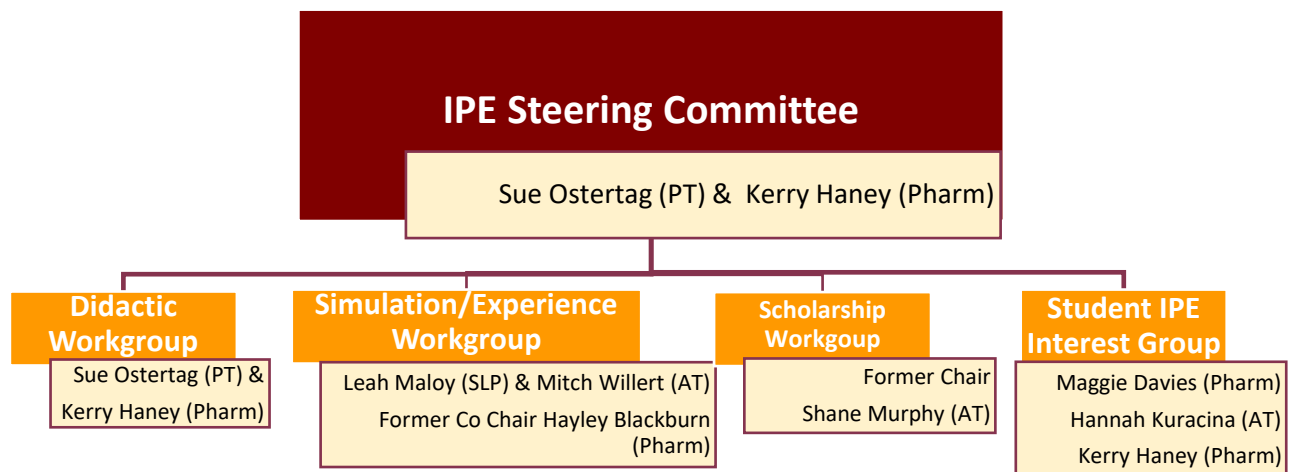 IPE Steering Committee
Sue Ostertag (PT) & Kerry Haney (Pharm)
Didactic
Workgroup
Sue Ostertag (PT) &
Kerry Haney (Pharm)
Simulation/Experience
Workgroup
Leah Maloy (SLP) & Mitch Willert (AT)
Former Co Chair Hayley Blackburn
(Pharm)
Scholarship
Workgoup
Former Chair
Shane Murphy (AT)
Student IPE
Interest Group
Maggie Davies (Pharm)
Hannah Kuracina (AT)
Kerry Haney (Pharm)